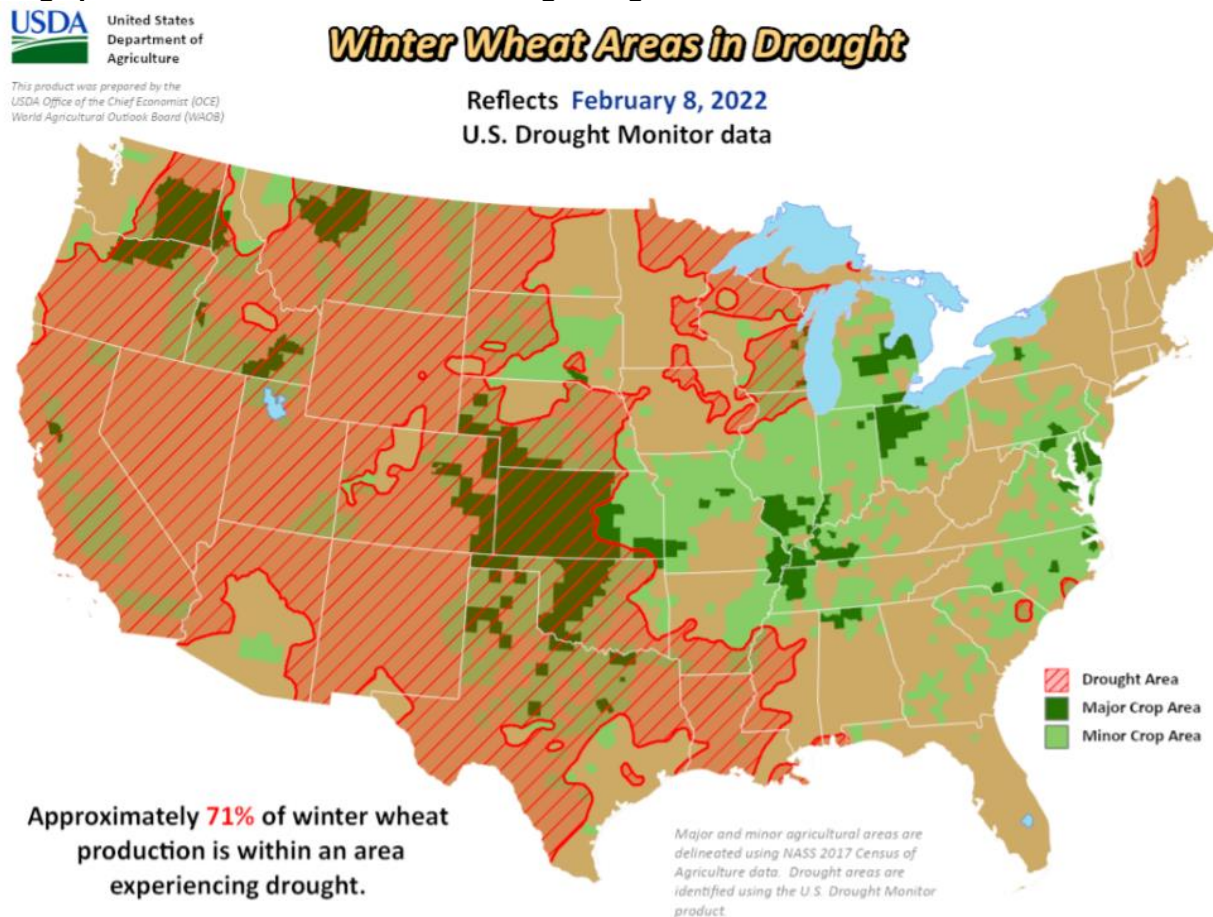 USDA
United States
Department of
Agriculture
This product was prepared by the
USDA Office of the Chief Economist (OCE)
World Agricultural Outlook Board (WAOB)
Winter Wheat Areas in Drought
Reflects February 8, 2022
U.S. Drought Monitor data
Drought Area
Major Crop Area
Minor Crop Area
Approximately 71% of winter wheat
production is within an area
experiencing drought.
Major and minor agricultural areas are
delineated using NASS 2017 Census of
Agriculture data. Drought areas are
identified using the U.S. Drought Monitor
product